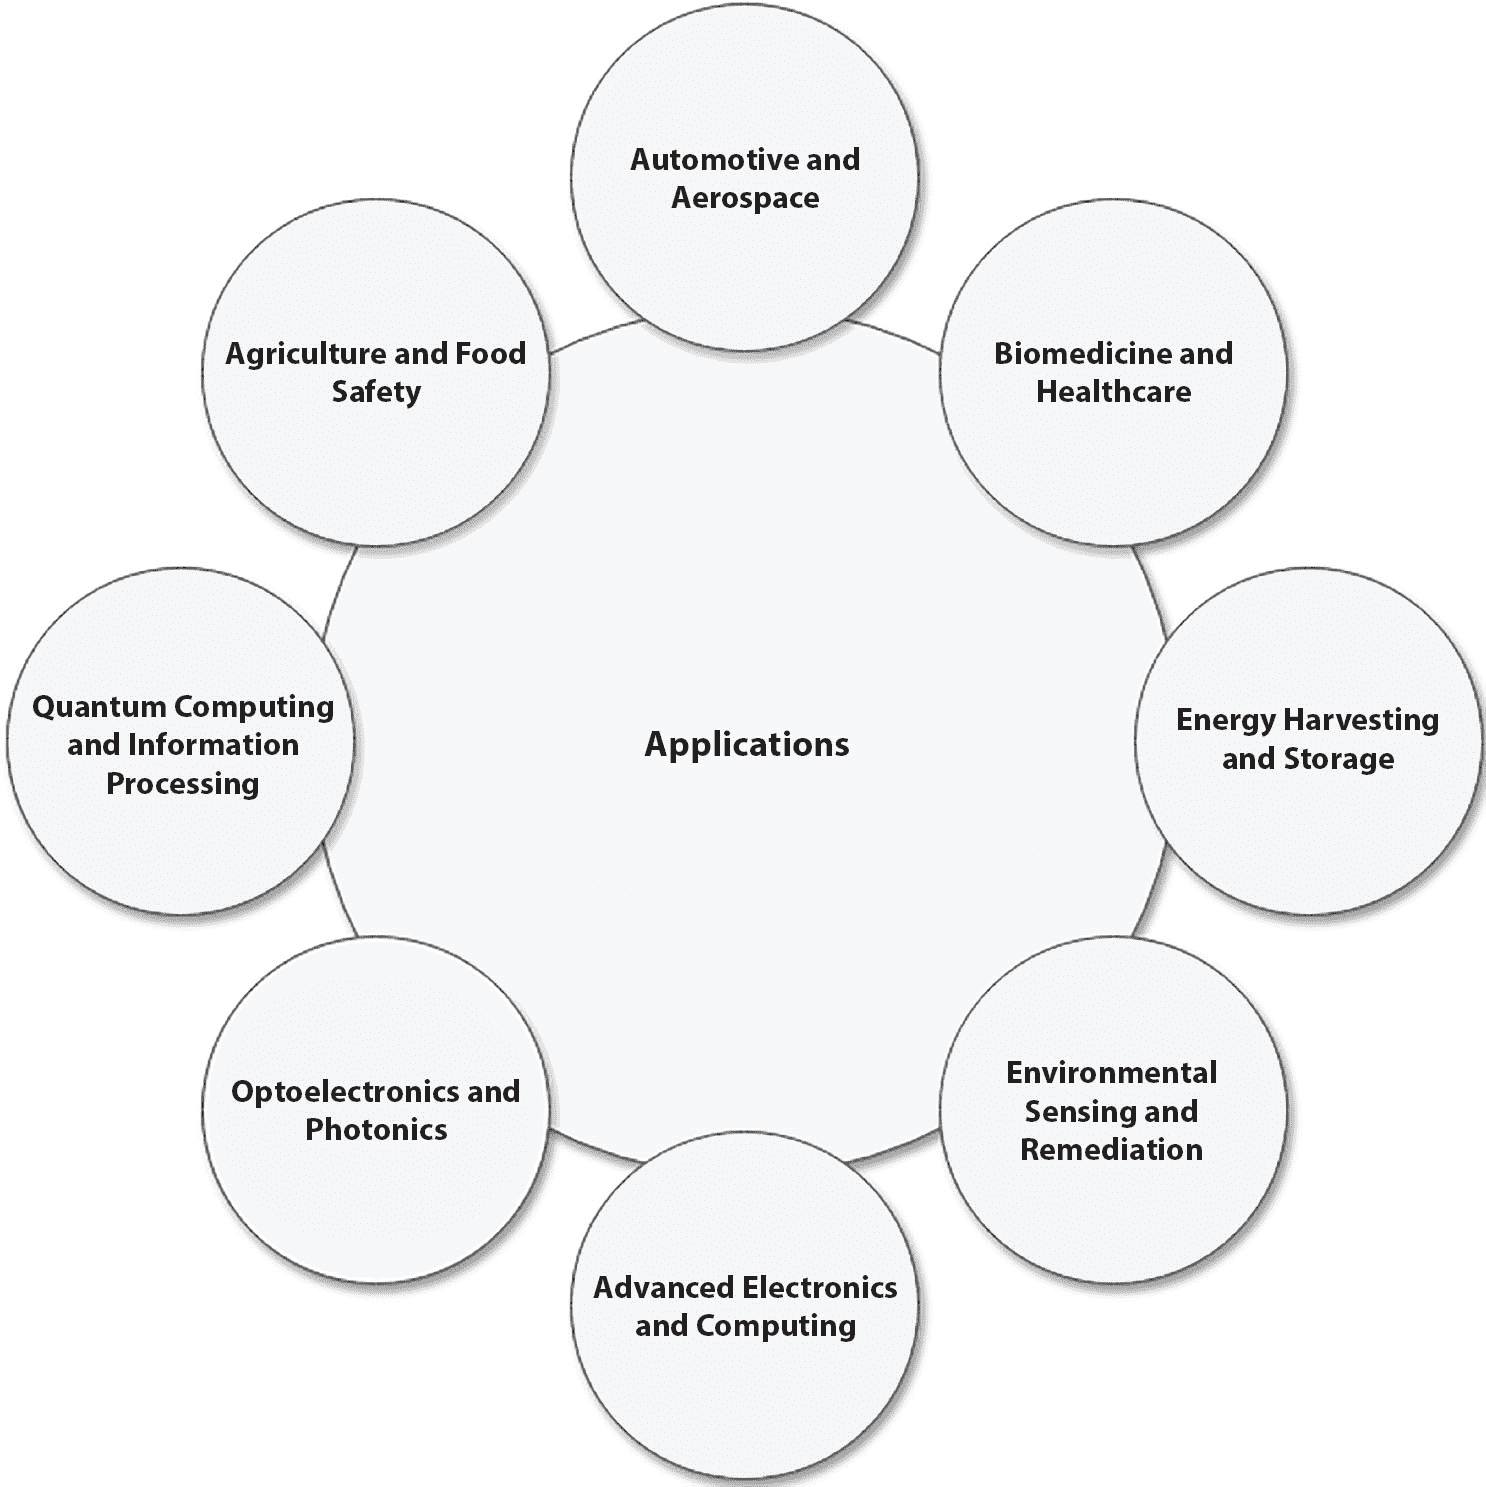 Automotive and
Aerospace
Agriculture and Food
Safety
Biomedicine and
Healthcare
Quantum Computing
and Information
Processing
Applications
Energy Harvesting
and Storage
Optoelectronics and
Photonics
Environmental
Sensing and
Remediation
Advanced Electronics
and Computing